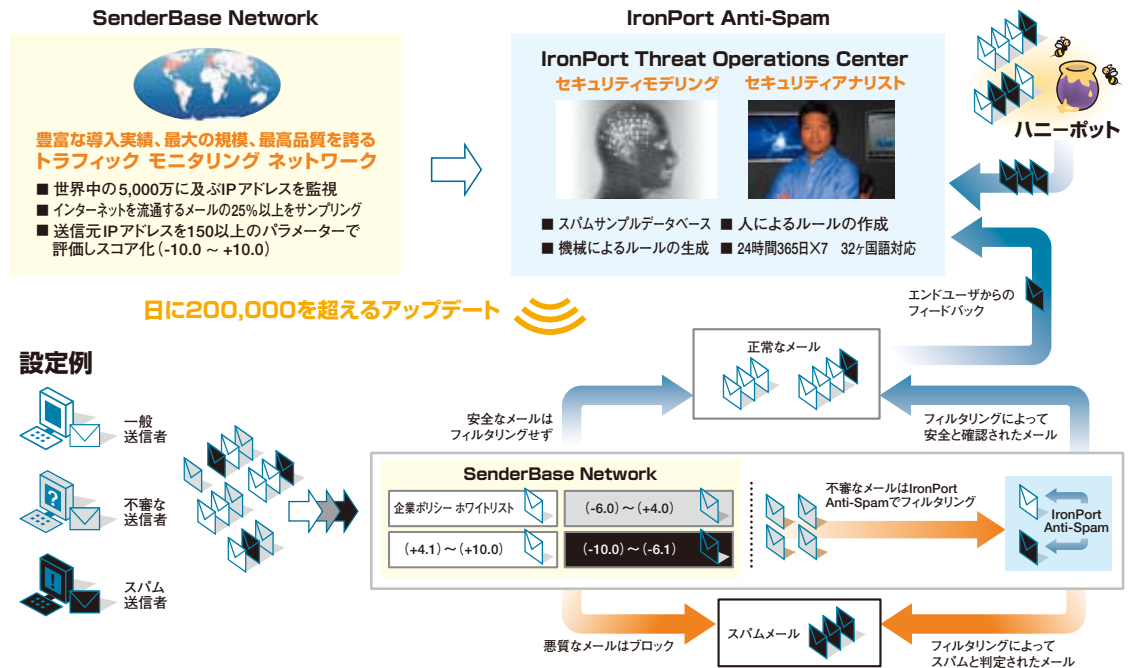 SenderBase Network
豊富な導入実績、最大の規模、最高品質を誇る
トラフィック モニタリング ネットワーク
■ 世界中の5,000万に及ぶIPアドレスを監視
■ インターネットを流通するメールの25%以上をサンプリング
■ 送信元IPアドレスを150以上のパラメーターで
評価しスコア化（-10.0 ～ +10.0）
IronPort Anti-Spam
IronPort Threat Operations Center
セキュリティモデリング
■ スパムサンプルデータベース
■ 機械によるルールの生成
セキュリティアナリスト
■ 人によるルールの作成
■ 24時間365日×7 32ヶ国語対応
ハニーポット
エンドユーザからの
フィードバック
日に200,000を超えるアップデート
設定例
一般
送信者
不審な
送信者
?
スパム
送信者
!
正常なメール
安全なメールは
フィルタリングせず
フィルタリングによって
安全と確認されたメール
SenderBase Network
企業ポリシー ホワイトリスト
（-6.0）～（+4.0）
（+4.1）～（+10.0）
（-10.0）～（-6.1）
不審なメールはIronPort
Anti-Spamでフィルタリング
IronPort
Anti-Spam
悪質なメールはブロック
スパムメール
フィルタリングによって
スパムと判定されたメール